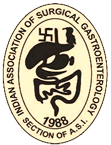 INDIAN ASSOCIATION OF SURGICAL GASTROENTEROLOGY
1988
SECTION OF A.S.I.